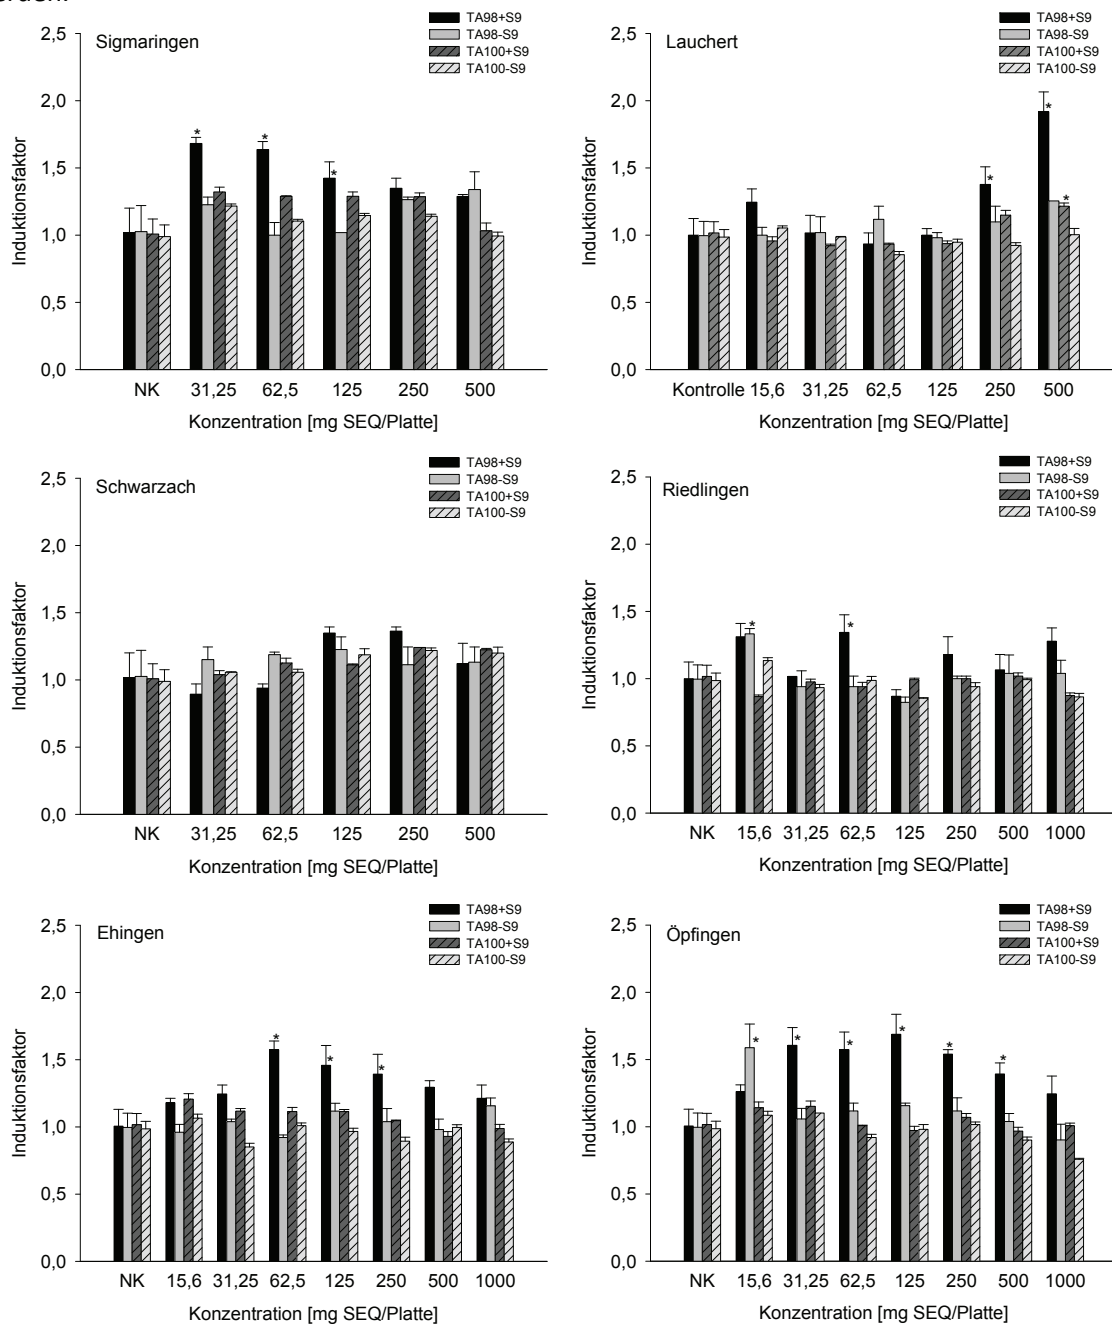 erden.
Sigmaringen
TA98+S9
TA98-S9
TA100+S9
TA100-S9
Induktionsfaktor
2,5
2,0
1,5
1,0
0,5
0,0
* * *
NK 31,25 62,5 125 250 500
Konzentration [mg SEQ/Platte]
Lauchert
TA98+S9
TA98-S9
TA100+S9
TA100-S9
Induktionsfaktor
2,5
2,0
1,5
1,0
0,5
0,0
* * *
Kontrolle 15,6 31,25 62,5 125 250 500
Konzentration [mg SEQ/Platte]
Schwarzach
TA98+S9
TA98-S9
TA100+S9
TA100-S9
Induktionsfaktor
2,5
2,0
1,5
1,0
0,5
0,0
NK 31,25 62,5 125 250 500
Konzentration [mg SEQ/Platte]
Riedlingen
TA98+S9
TA98-S9
TA100+S9
TA100-S9
Induktionsfaktor
2,5
2,0
1,5
1,0
0,5
0,0
* *
NK 15,6 31,25 62,5 125 250 500 1000
Konzentration [mg SEQ/Platte]
Ehingen
TA98+S9
TA98-S9
TA100+S9
TA100-S9
Induktionsfaktor
2,5
2,0
1,5
1,0
0,5
0,0
* * *
NK 15,6 31,25 62,5 125 250 500 1000
Konzentration [mg SEQ/Platte]
Öpfingen
TA98+S9
TA98-S9
TA100+S9
TA100-S9
Induktionsfaktor
2,5
2,0
1,5
1,0
0,5
0,0
* * * * * *
NK 15,6 31,25 62,5 125 250 500 1000
Konzentration [mg SEQ/Platte]